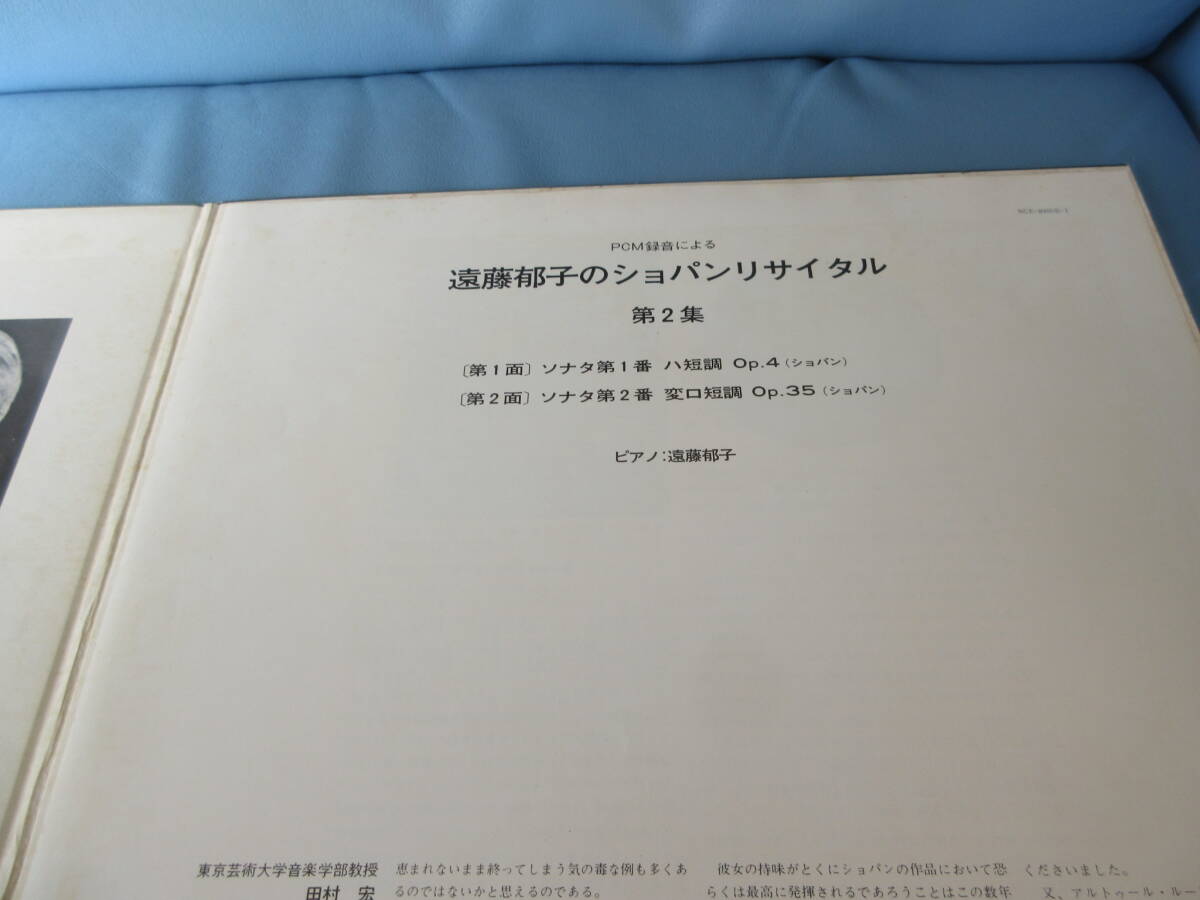 PCM録音による
遠藤郁子のショパンリサイタル
第2集
〔第1面〕ソナタ第1番 ハ短調 Op.4（ショパン）
〔第2面〕ソナタ第2番 変ロ短調 Op.35（ショパン）
ピアノ：遠藤郁子
東京芸術大学音楽学部教授
田村 宏
恵まれないまま終ってしまう気の毒な例も多くあ
るのではないかと思えるのである。
彼女の持味がとくにショパンの作品において恐
らくは最高に発揮されるであろうことはこの数年
くださいました。
又、アルトゥール・ルー